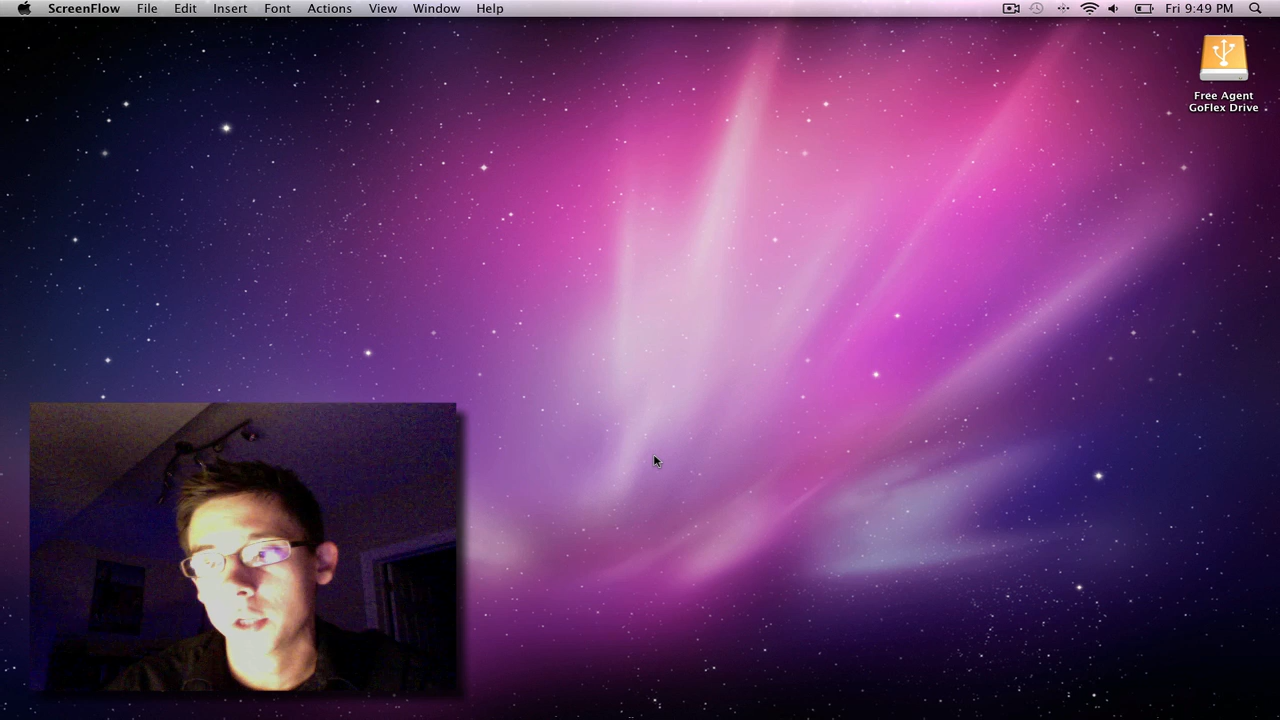 ScreenFlow File Edit Insert Font Actions View Window Help Fri 9:49 PM
Free Agent
GoFlex Drive